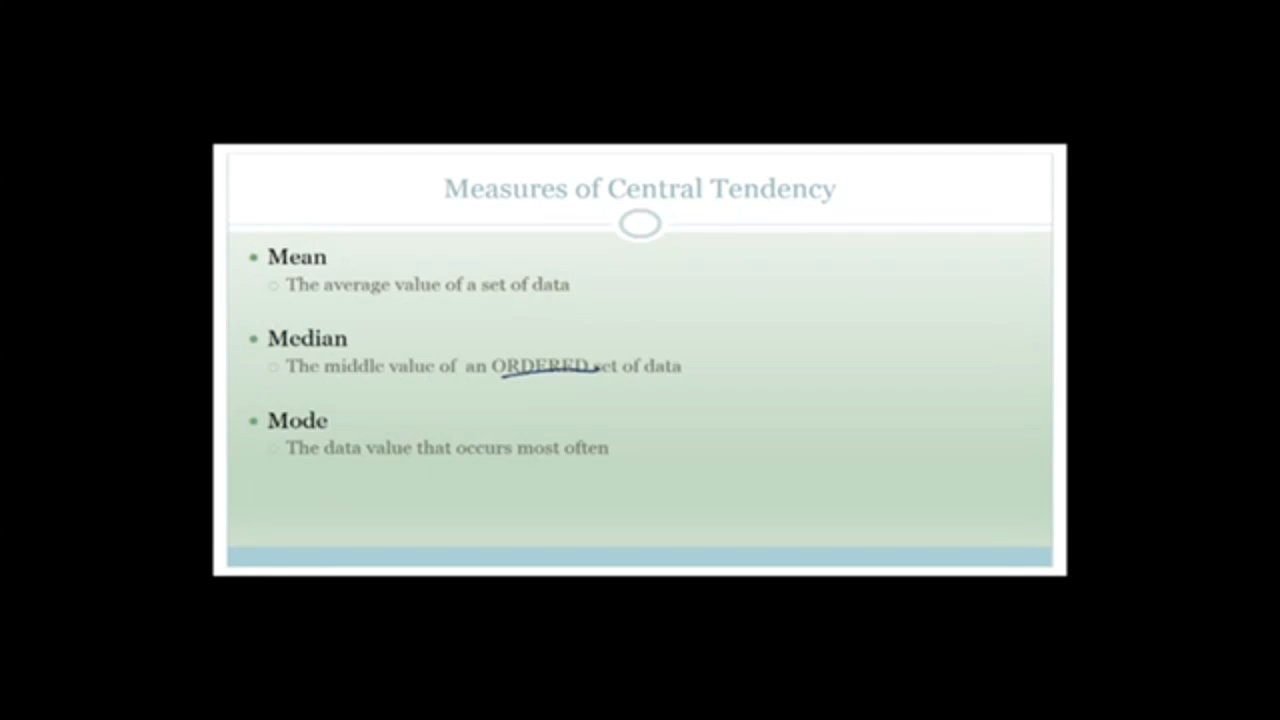 Measures of Central Tendency
Mean
The average value of a set of data
Median
The middle value of an ORDERED set of data
Mode
The data value that occurs most often